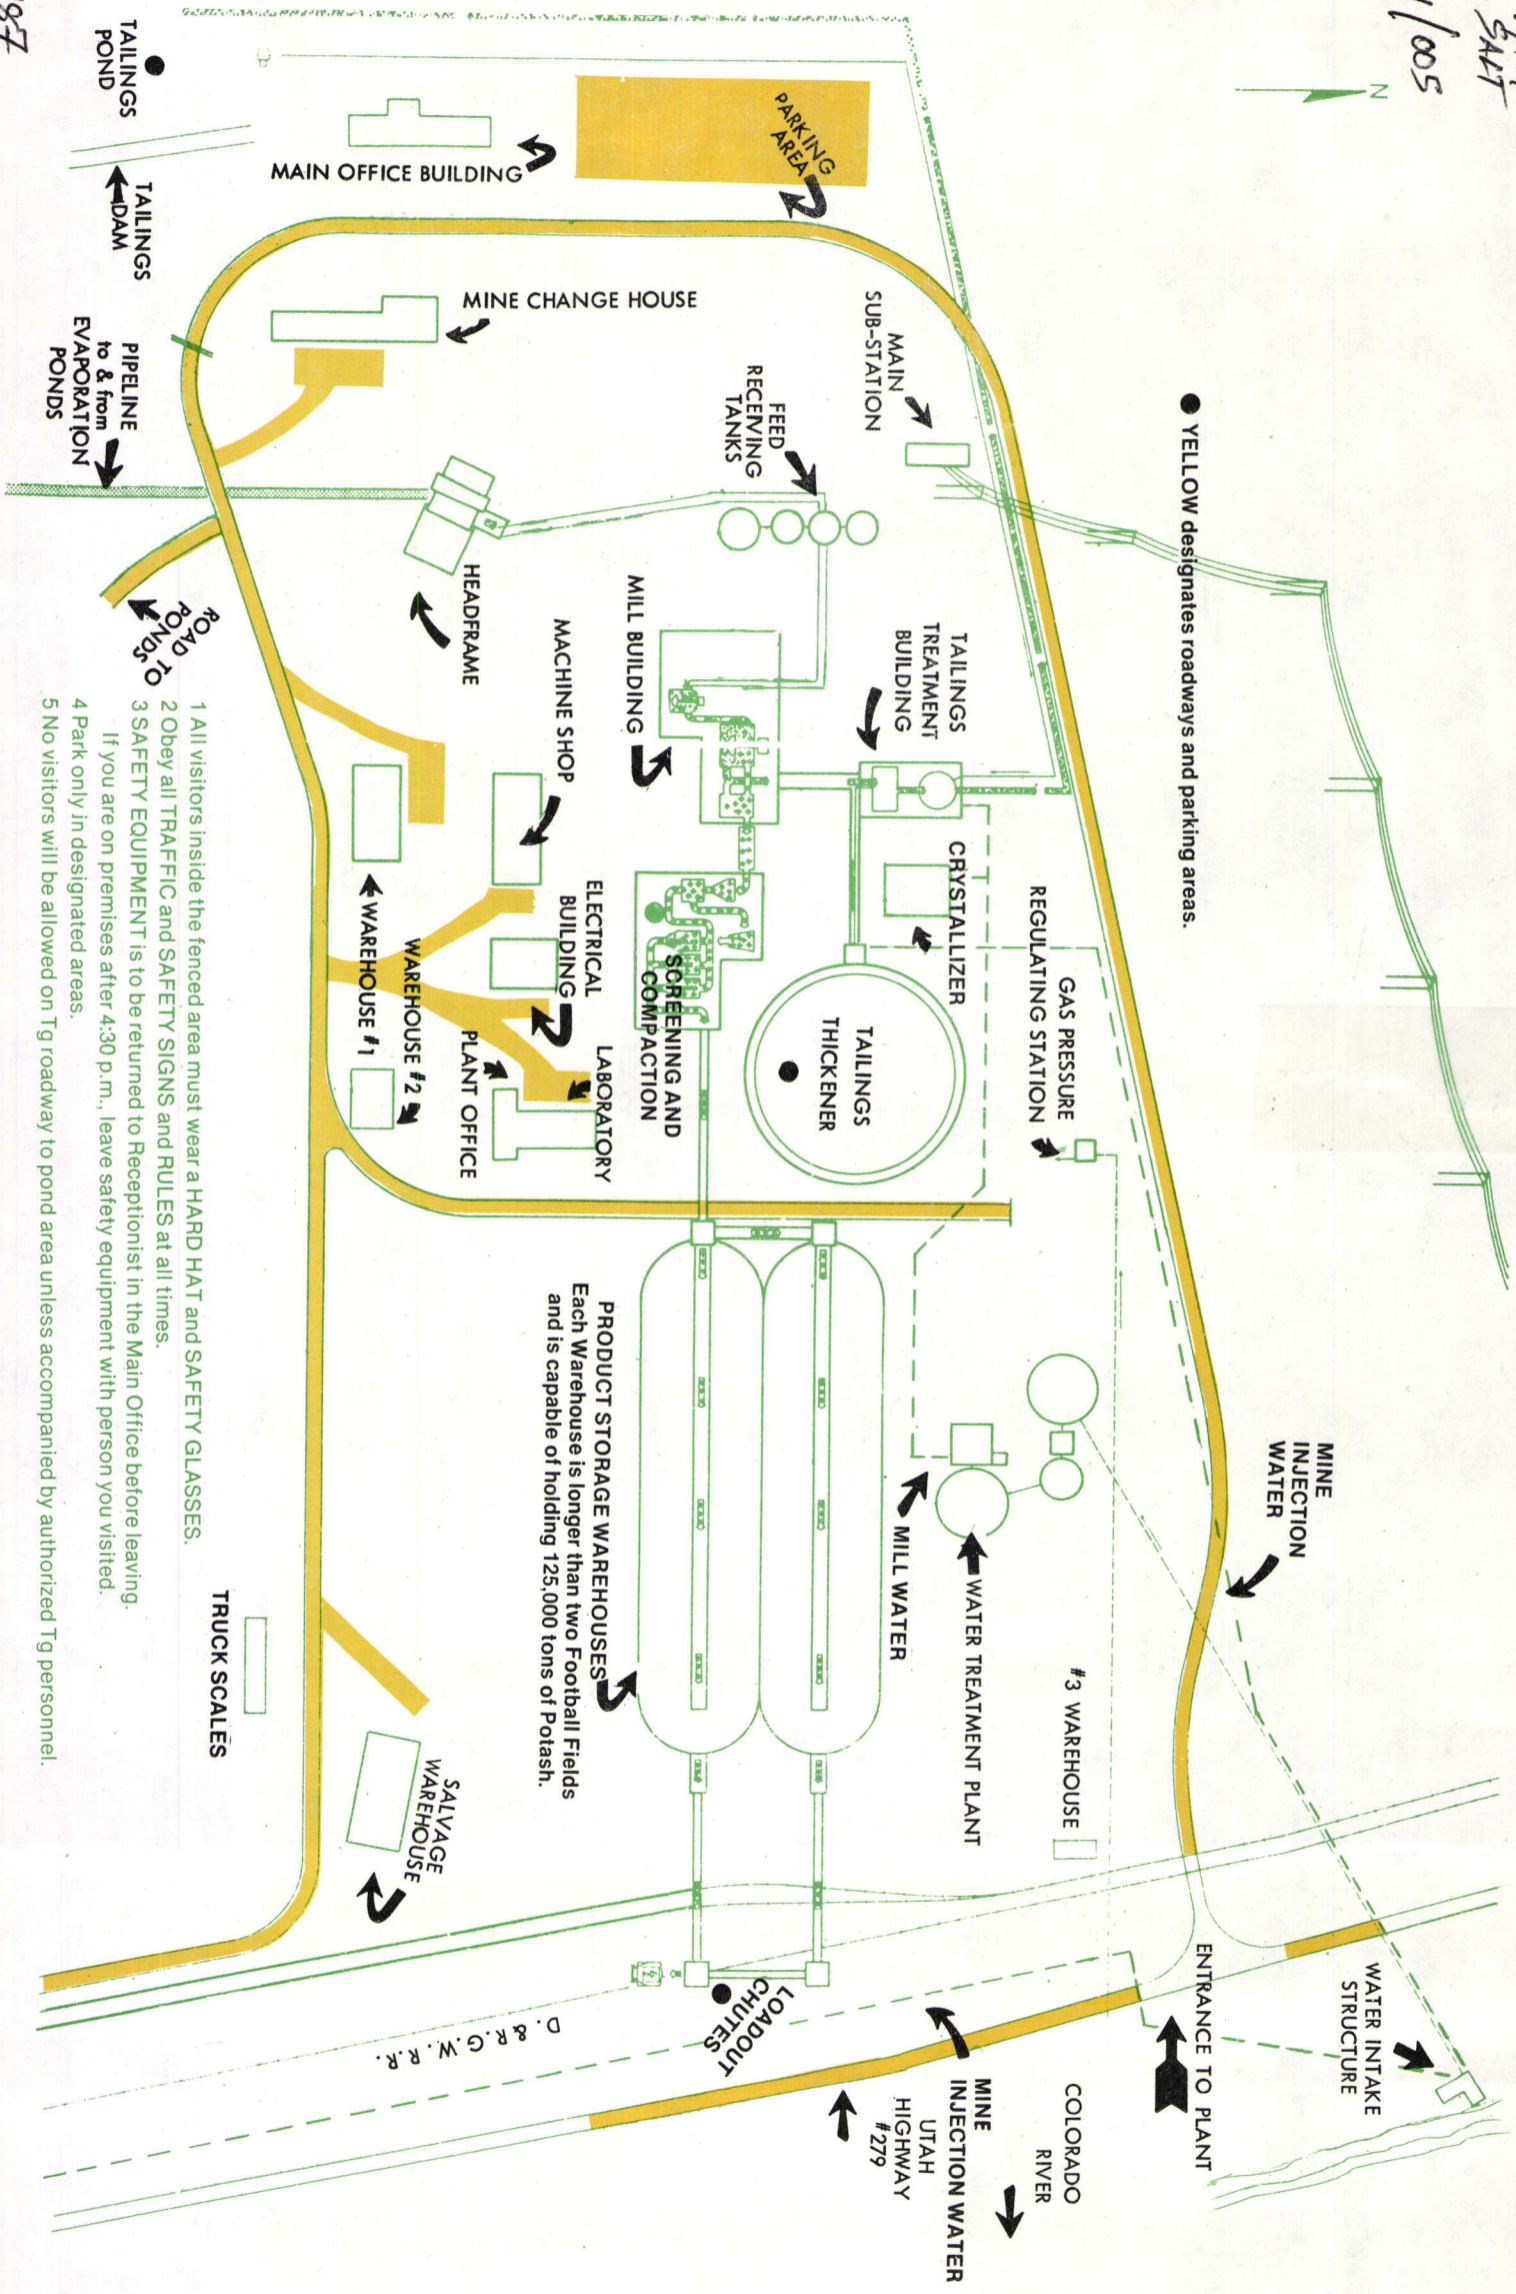 SALT
1/005
N
● YELLOW designates roadways and parking areas.
PARKING
AREA
MAIN OFFICE BUILDING
● TAILINGS
POND
TAILINGS
DAM
PIPELINE
to & from
EVAPORATION
PONDS
ROAD TO
PONDS
MINE CHANGE HOUSE
MAIN
SUB-STATION
FEED
RECEIVING
TANKS
HEADFRAME
MILL BUILDING
TAILINGS
TREATMENT
BUILDING
MACHINE SHOP
CRYSTALLIZER
ELECTRICAL
BUILDING
WAREHOUSE #1
WAREHOUSE #2
PLANT OFFICE
LABORATORY
SCREENING AND
COMPACTION
TAILINGS
THICKENER
GAS PRESSURE
REGULATING STATION
MINE
INJECTION
WATER
MILL WATER
WATER TREATMENT PLANT
#3 WAREHOUSE
PRODUCT STORAGE WAREHOUSES
Each Warehouse is longer than two Football Fields
and is capable of holding 125,000 tons of Potash.
TRUCK SCALES
SALVAGE
WAREHOUSE
LOADOUT
CHUTES
D. & R.G.W. R.R.
ENTRANCE TO PLANT
WATER INTAKE
STRUCTURE
COLORADO
RIVER
MINE
INJECTION WATER
UTAH
HIGHWAY
#279
1 All visitors inside the fenced area must wear a HARD HAT and SAFETY GLASSES.
2 Obey all TRAFFIC and SAFETY SIGNS and RULES at all times.
3 SAFETY EQUIPMENT is to be returned to Receptionist in the Main Office before leaving.
If you are on premises after 4:30 p.m., leave safety equipment with person you visited.
4 Park only in designated areas.
5 No visitors will be allowed on Tg roadway to pond area unless accompanied by authorized Tg personnel.